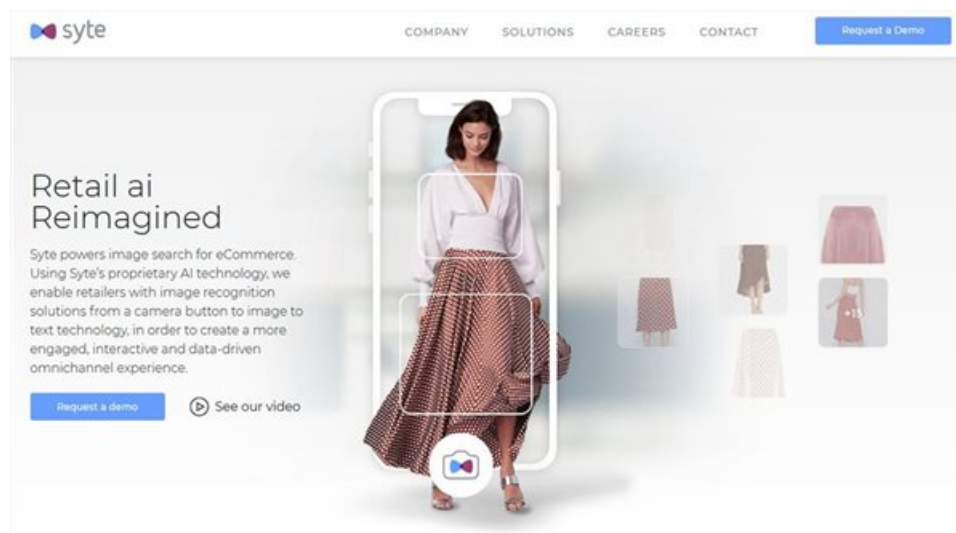 syte
COMPANY SOLUTIONS CAREERS CONTACT Request a Demo
Retail ai
Reimagined
Syte powers image search for eCommerce.
Using Syte's proprietary AI technology, we
enable retailers with image recognition
solutions from a camera button to image to
text technology, in order to create a more
engaged, interactive and data-driven
omnichannel experience.
Request a demo See our video
+15